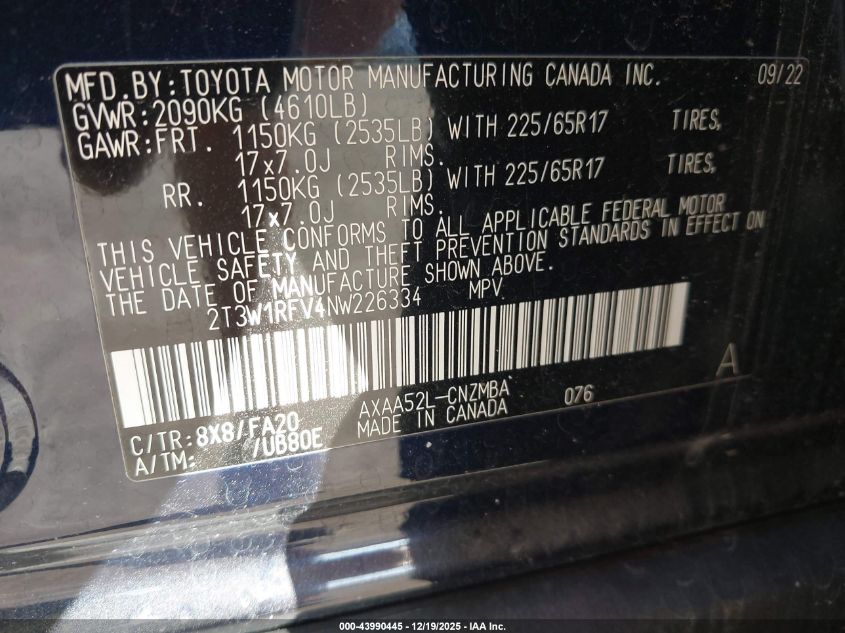 MFD.BY:TOYOTA MOTOR MANUFACTURING CANADA INC. 09/22
GVWR:2090KG (4610LB)
GAWR:FRT. 1150KG (2535LB) WITH 225/65R17 TIRES,
17x7.0J RIMS.
RR. 1150KG (2535LB) WITH 225/65R17 TIRES,
17x7.0J RIMS.
THIS VEHICLE CONFORMS TO ALL APPLICABLE FEDERAL MOTOR
VEHICLE SAFETY AND THEFT PREVENTION STANDARDS IN EFFECT ON
THE DATE OF MANUFACTURE SHOWN ABOVE.
2T3W1RFV4NW226334 MPV
A
AXAA52L-CNZMBA 076
C/TR:8X8/FA20 MADE IN CANADA
A/TM: /UB80E
000-43990445 - 12/19/2025 - IAA Inc.